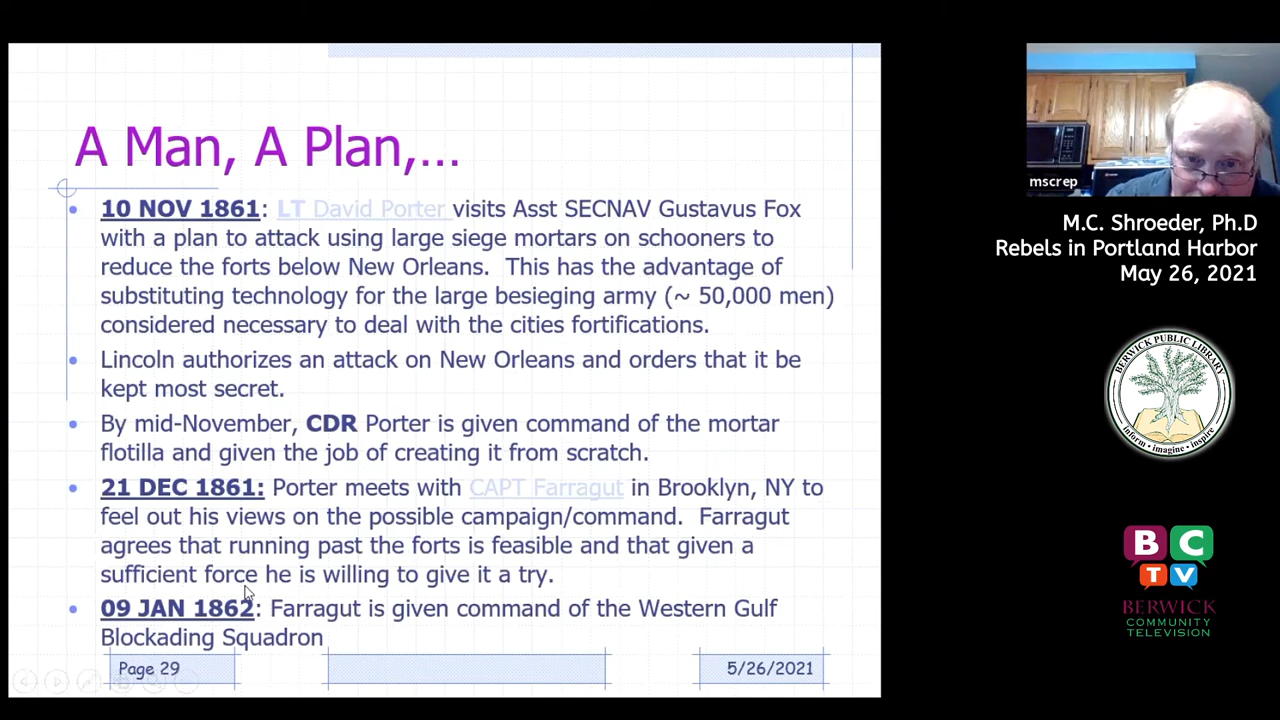 A Man, A Plan,...
10 NOV 1861: LT David Porter visits Asst SECNAV Gustavus Fox
with a plan to attack using large siege mortars on schooners to
reduce the forts below New Orleans. This has the advantage of
substituting technology for the large besieging army (~ 50,000 men)
considered necessary to deal with the cities fortifications.
Lincoln authorizes an attack on New Orleans and orders that it be
kept most secret.
By mid-November, CDR Porter is given command of the mortar
flotilla and given the job of creating it from scratch.
21 DEC 1861: Porter meets with CAPT Farragut in Brooklyn, NY to
feel out his views on the possible campaign/command. Farragut
agrees that running past the forts is feasible and that given a
sufficient force he is willing to give it a try.
09 JAN 1862: Farragut is given command of the Western Gulf
Blockading Squadron
Page 29
5/26/2021
mscrep
M.C. Shroeder, Ph.D
Rebels in Portland Harbor
May 26, 2021
BERWICK PUBLIC LIBRARY
inform • imagine • inspire
BC
TV
BERWICK
COMMUNITY
TELEVISION